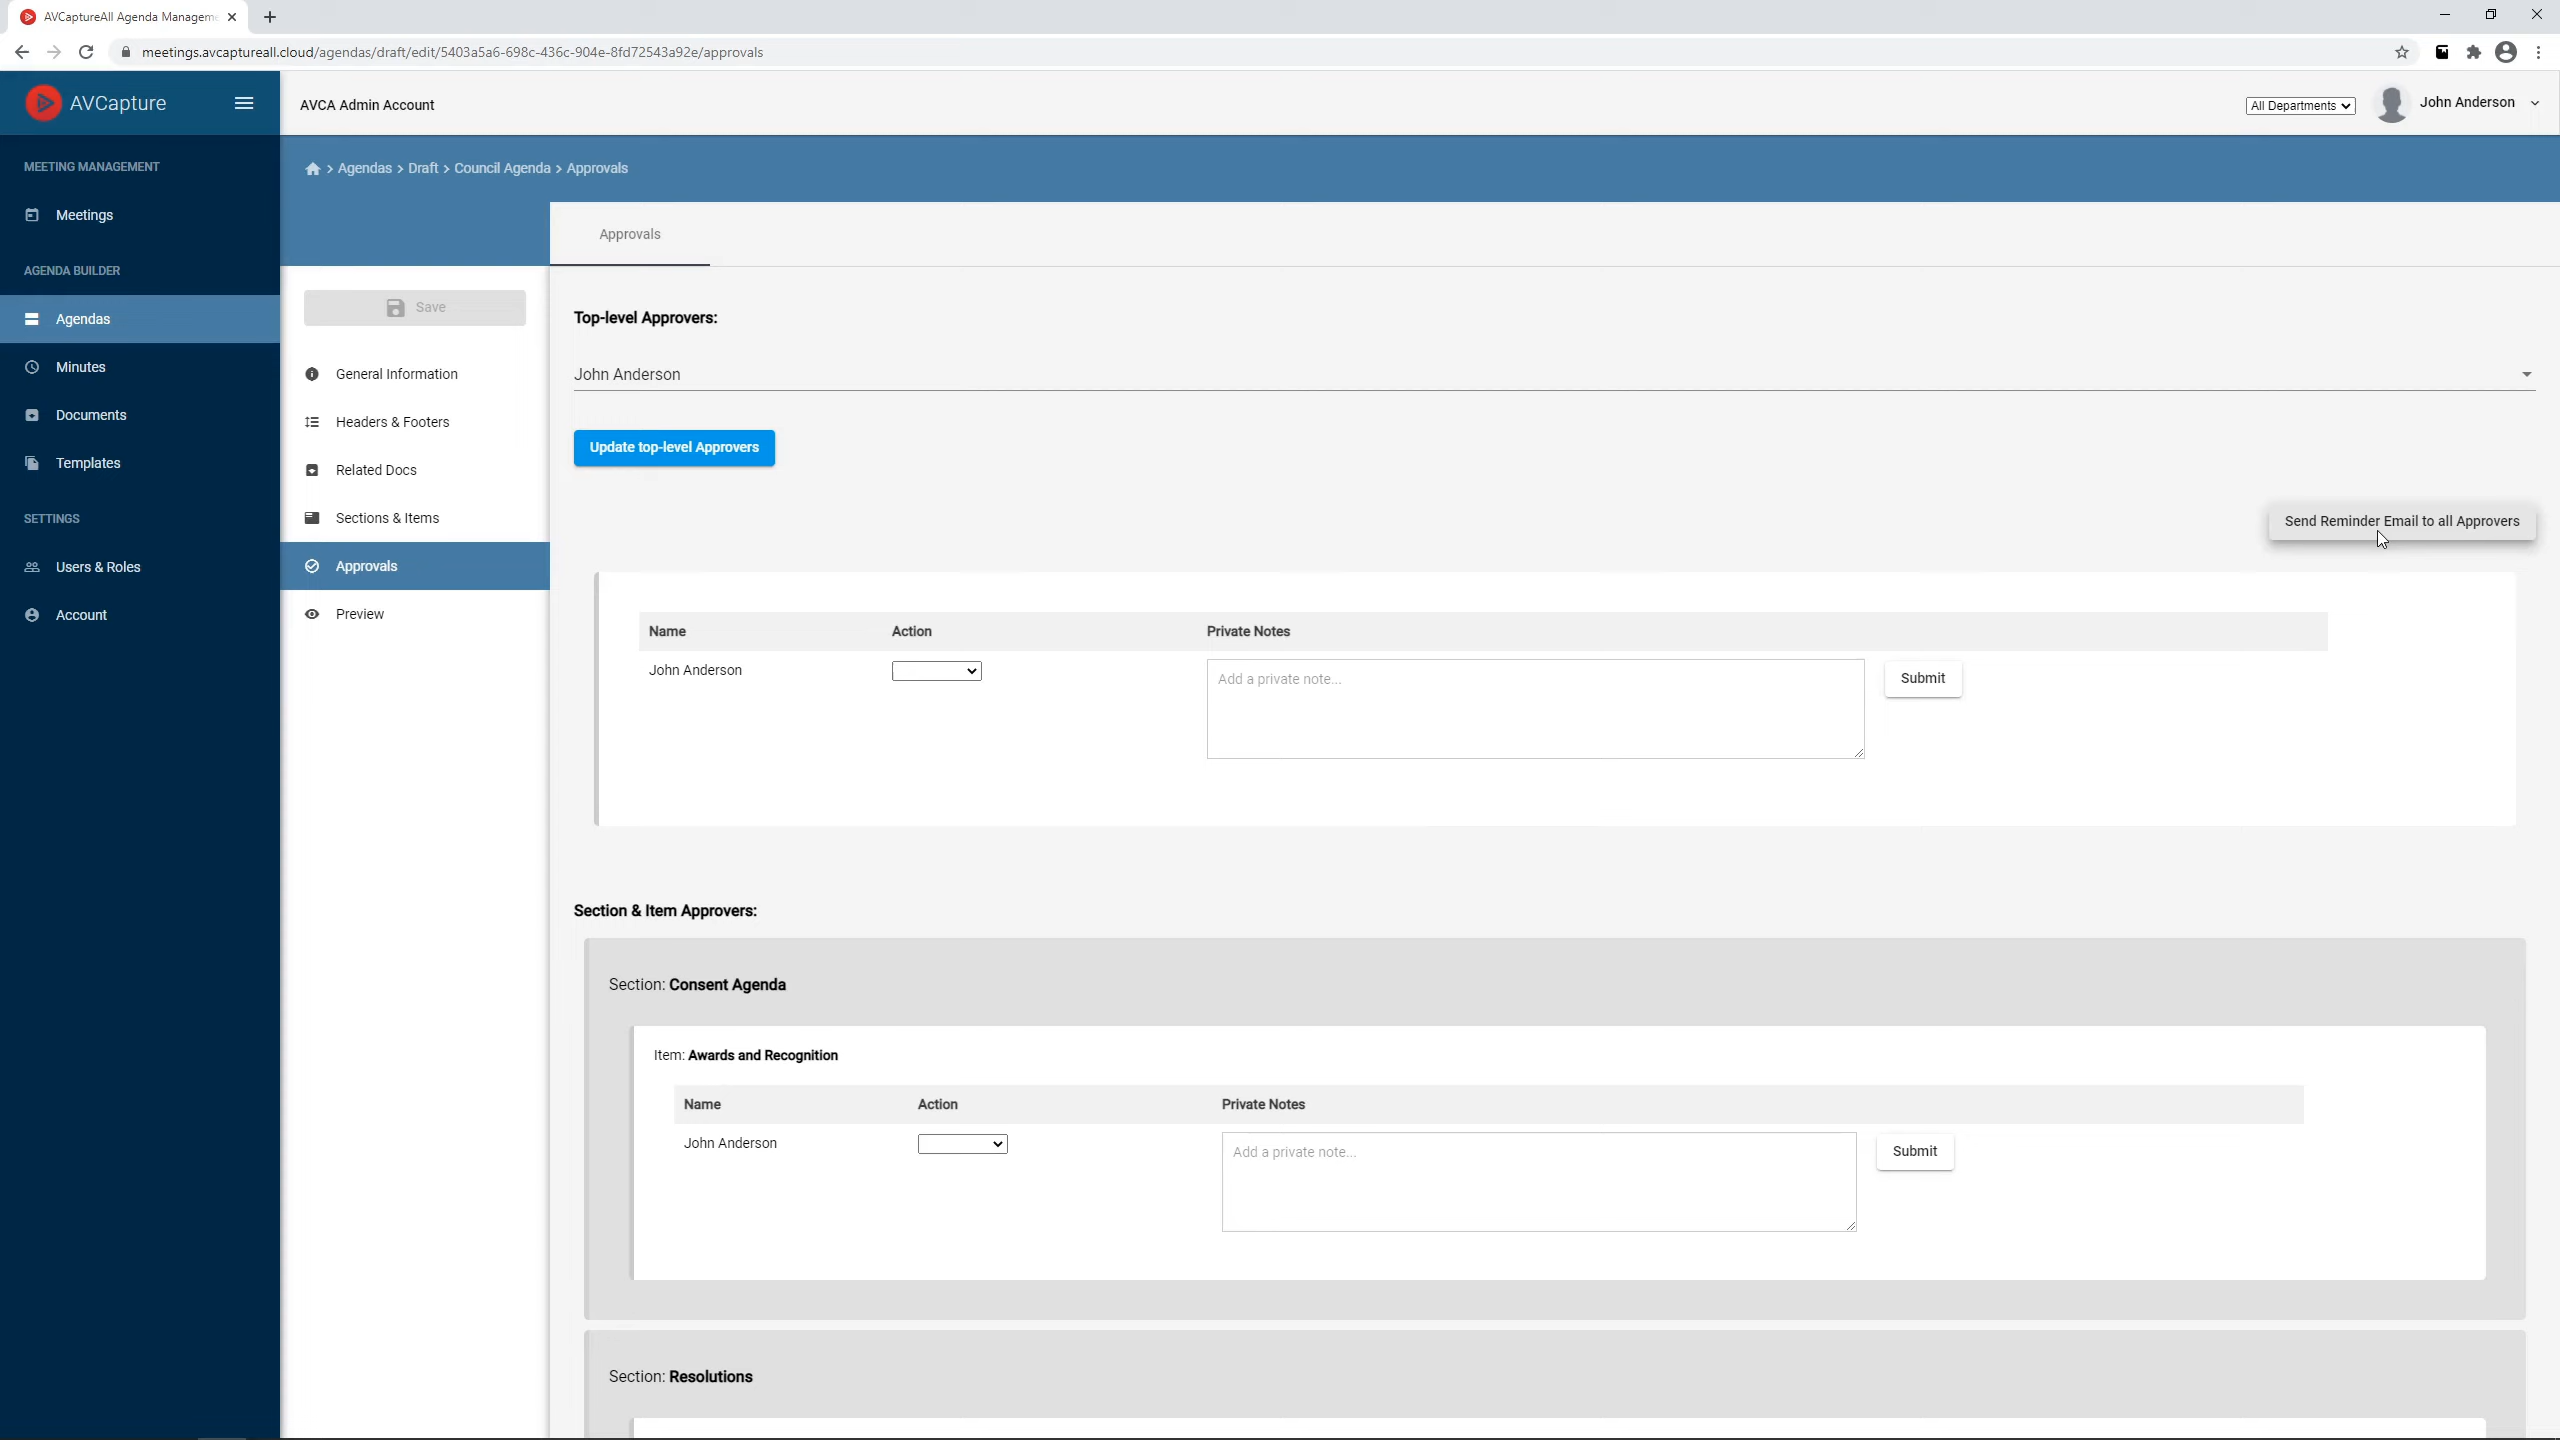 AVCaptureAll Agenda Manageme
meetings.avcaptureall.cloud/agendas/draft/edit/5403a5a6-698c-436c-904e-8fd72543a92e/approvals
AVCapture
AVCA Admin Account
All Departments
John Anderson
MEETING MANAGEMENT
Meetings
AGENDA BUILDER
Agendas
Minutes
Documents
Templates
SETTINGS
Users & Roles
Account
> Agendas > Draft > Council Agenda > Approvals
Save
General Information
Headers & Footers
Related Docs
Sections & Items
Approvals
Preview
Approvals
Top-level Approvers:
John Anderson
Update top-level Approvers
Send Reminder Email to all Approvers
Name Action Private Notes
John Anderson Add a private note... Submit
Section & Item Approvers:
Section: Consent Agenda
Item: Awards and Recognition
Name Action Private Notes
John Anderson Add a private note... Submit
Section: Resolutions